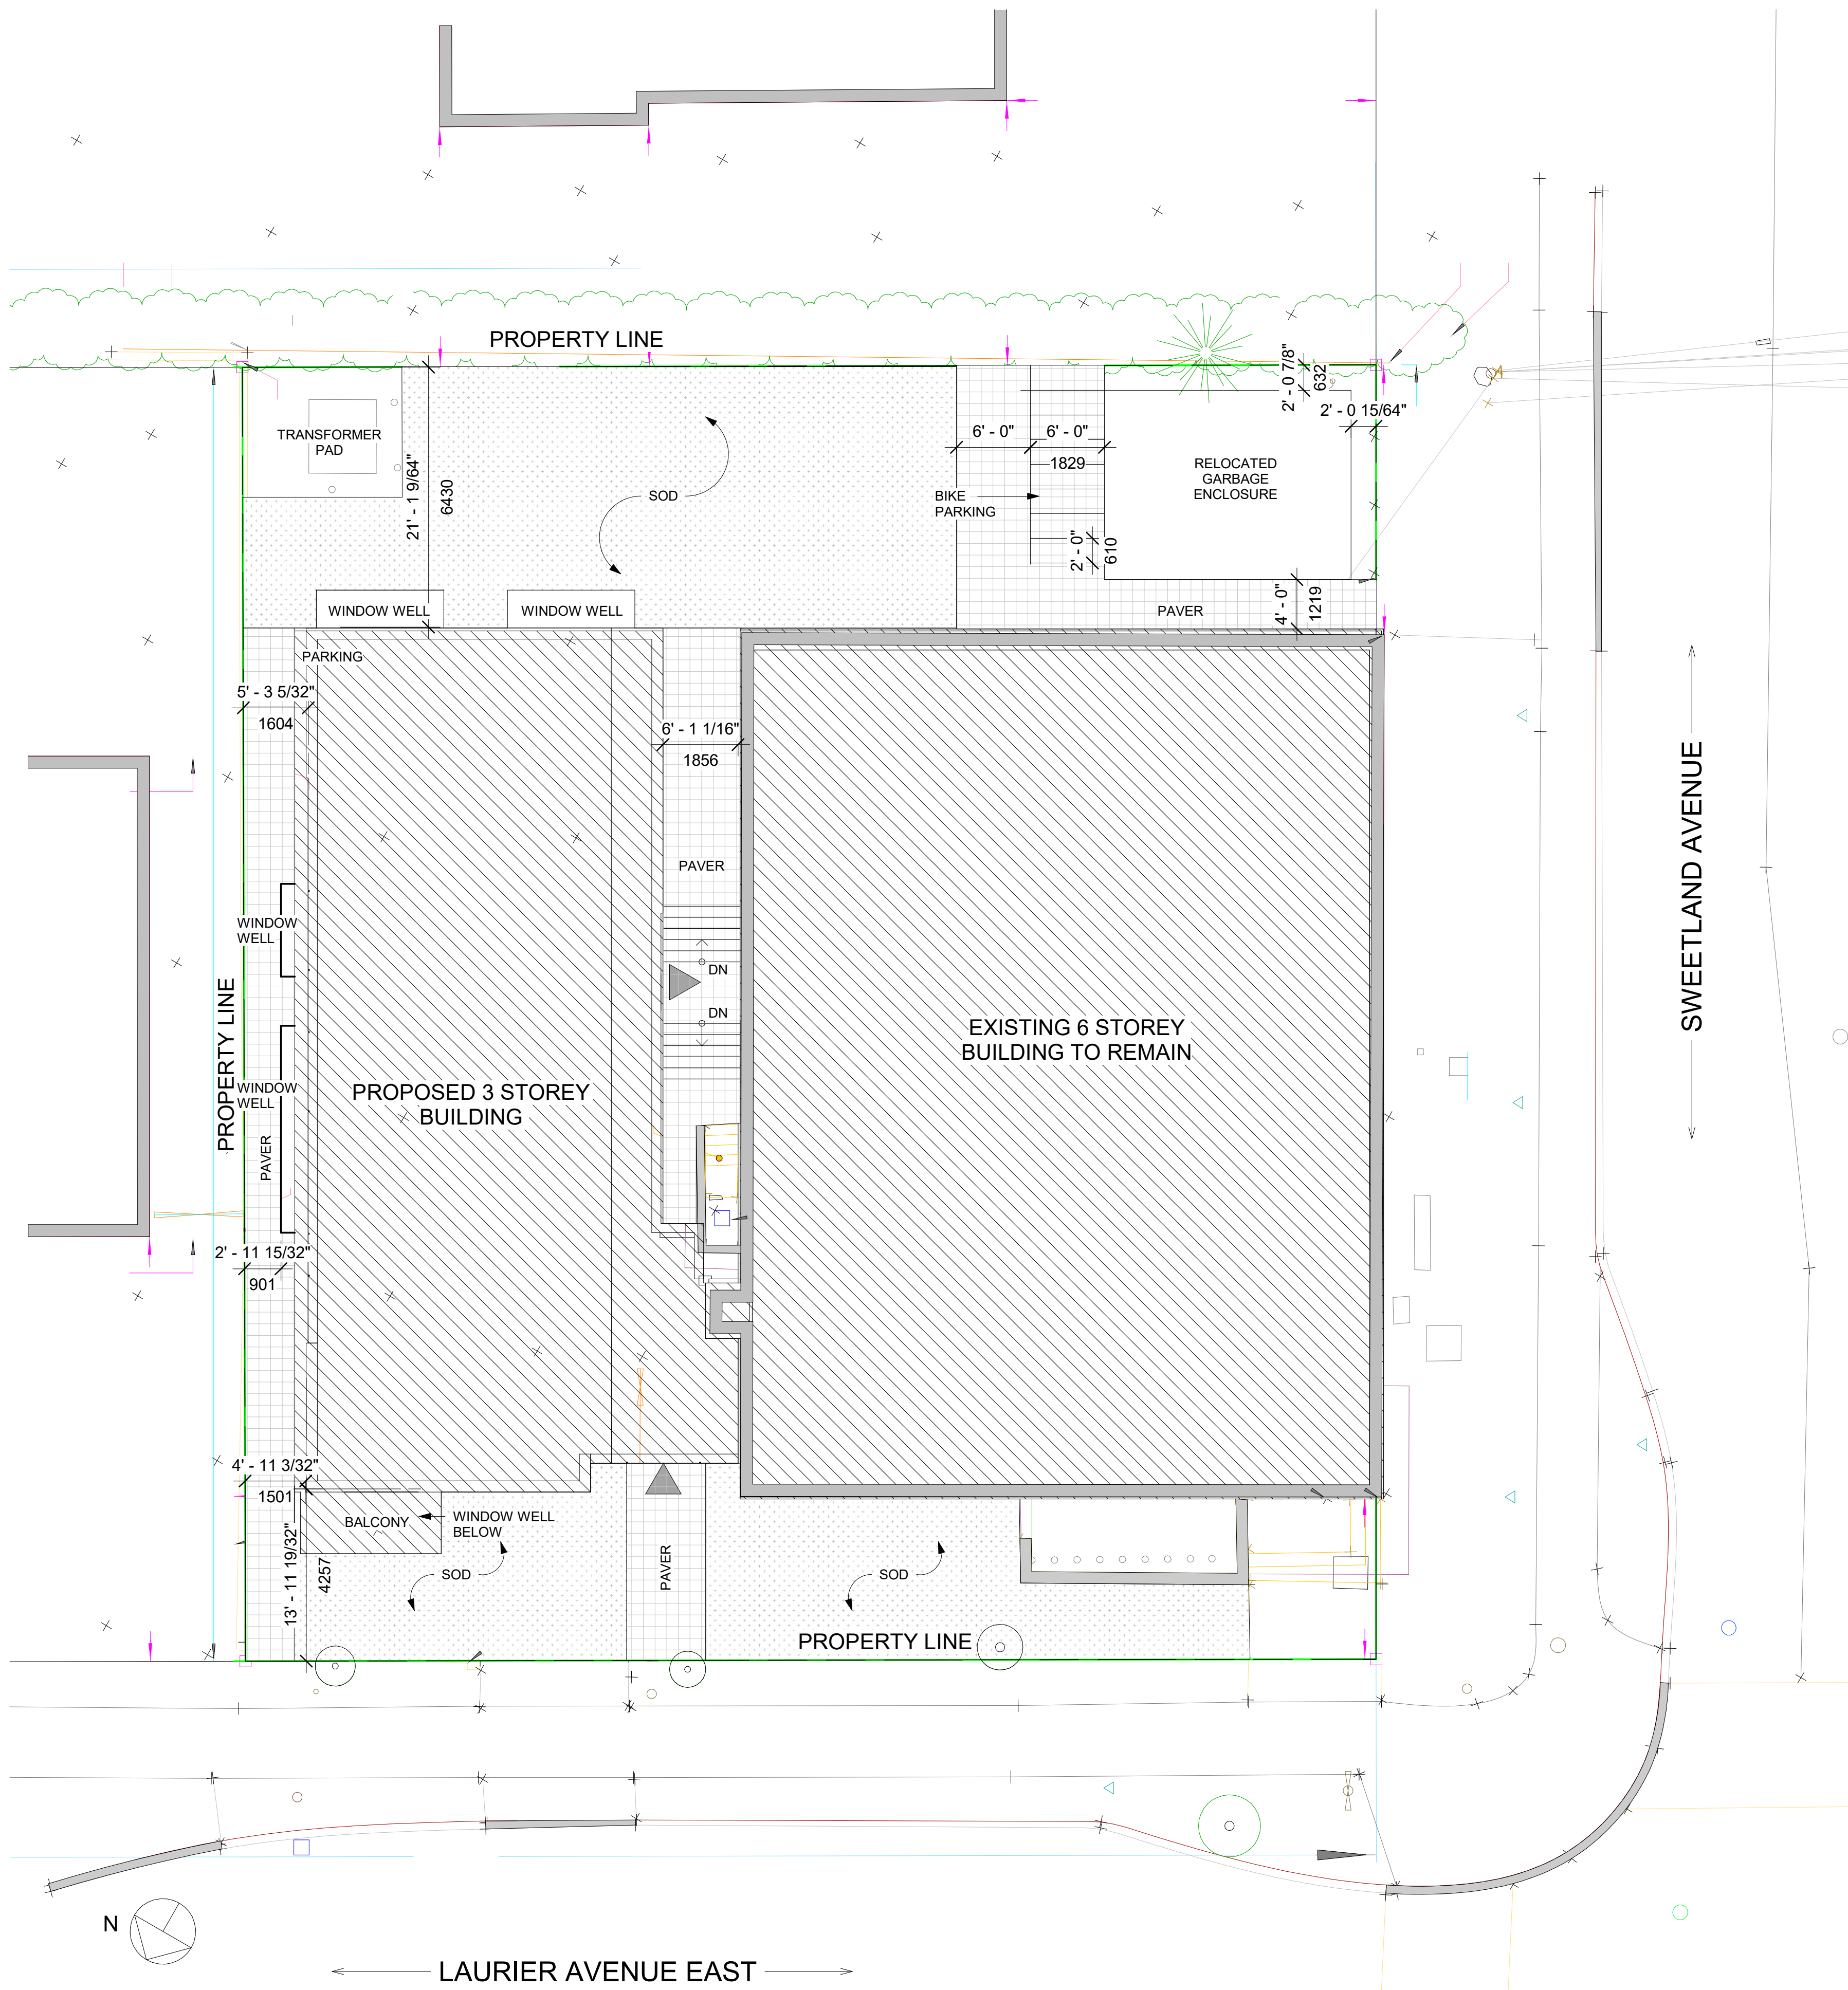 PROPERTY LINE
2' - 0 7/8"
632
2' - 0 15/64"
TRANSFORMER
PAD
21' - 1 9/64"
6430
SOD
6' - 0"
6' - 0"
1829
BIKE
PARKING
RELOCATED
GARBAGE
ENCLOSURE
2' - 0"
610
WINDOW WELL
WINDOW WELL
PAVER
4' - 0"
1219
PARKING
5' - 3 5/32"
1604
6' - 1 1/16"
1856
PAVER
SWEETLAND AVENUE
WINDOW
WELL
DN
DN
PROPERTY LINE
EXISTING 6 STOREY
BUILDING TO REMAIN
WINDOW
WELL
PROPOSED 3 STOREY
BUILDING
PAVER
2' - 11 15/32"
901
4' - 11 3/32"
1501
BALCONY
WINDOW WELL
BELOW
13' - 11 19/32"
4257
SOD
PAVER
SOD
PROPERTY LINE
N
LAURIER AVENUE EAST